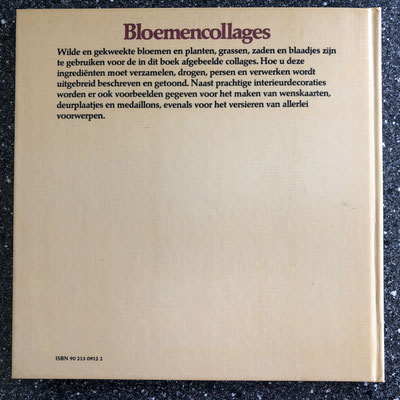 Bloemencollages
Wilde en gekweekte bloemen en planten, grassen, zaden en blaadjes zijn
te gebruiken voor de in dit boek afgebeelde collages. Hoe u deze
ingrediënten moet verzamelen, drogen, persen en verwerken wordt
uitgebreid beschreven en getoond. Naast prachtige interieurdecoraties
worden er ook voorbeelden gegeven voor het maken van wenskaarten,
deurplaatjes en medaillons, evenals voor het versieren van allerlei
voorwerpen.
ISBN 90 213 0912 2